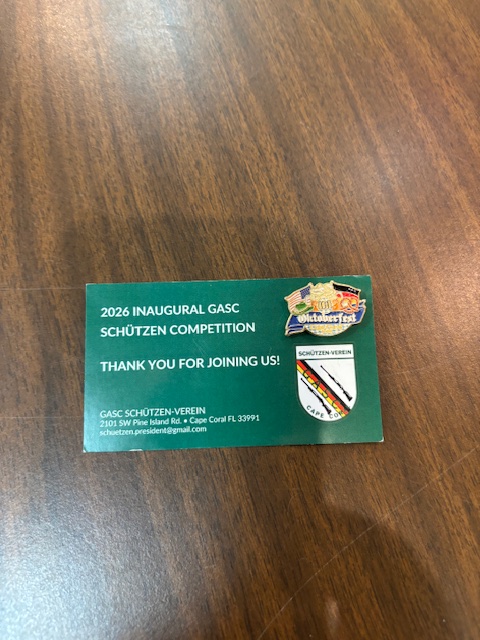 2026 INAUGURAL GASC
SCHÜTZEN COMPETITION
THANK YOU FOR JOINING US!
GASC SCHÜTZEN-VEREIN
2101 SW Pine Island Rd. • Cape Coral FL 33991
schuetzen.president@gmail.com
Oktoberfest
SCHÜTZEN-VEREIN
CAPE